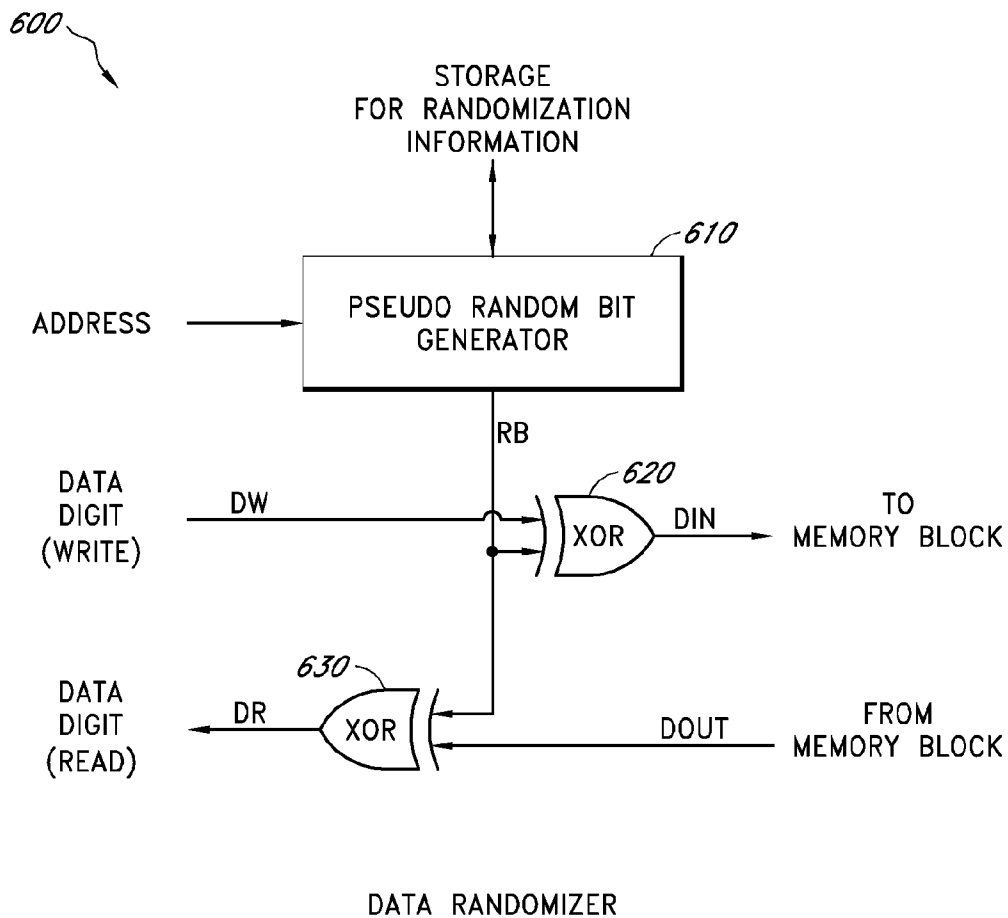 600
STORAGE
FOR RANDOMIZATION
INFORMATION
610
ADDRESS
PSEUDO RANDOM BIT
GENERATOR
RB
620
DATA
DIGIT
(WRITE)
DW
XOR
DIN
TO
MEMORY BLOCK
630
DATA
DIGIT
(READ)
DR
XOR
DOUT
FROM
MEMORY BLOCK
DATA RANDOMIZER